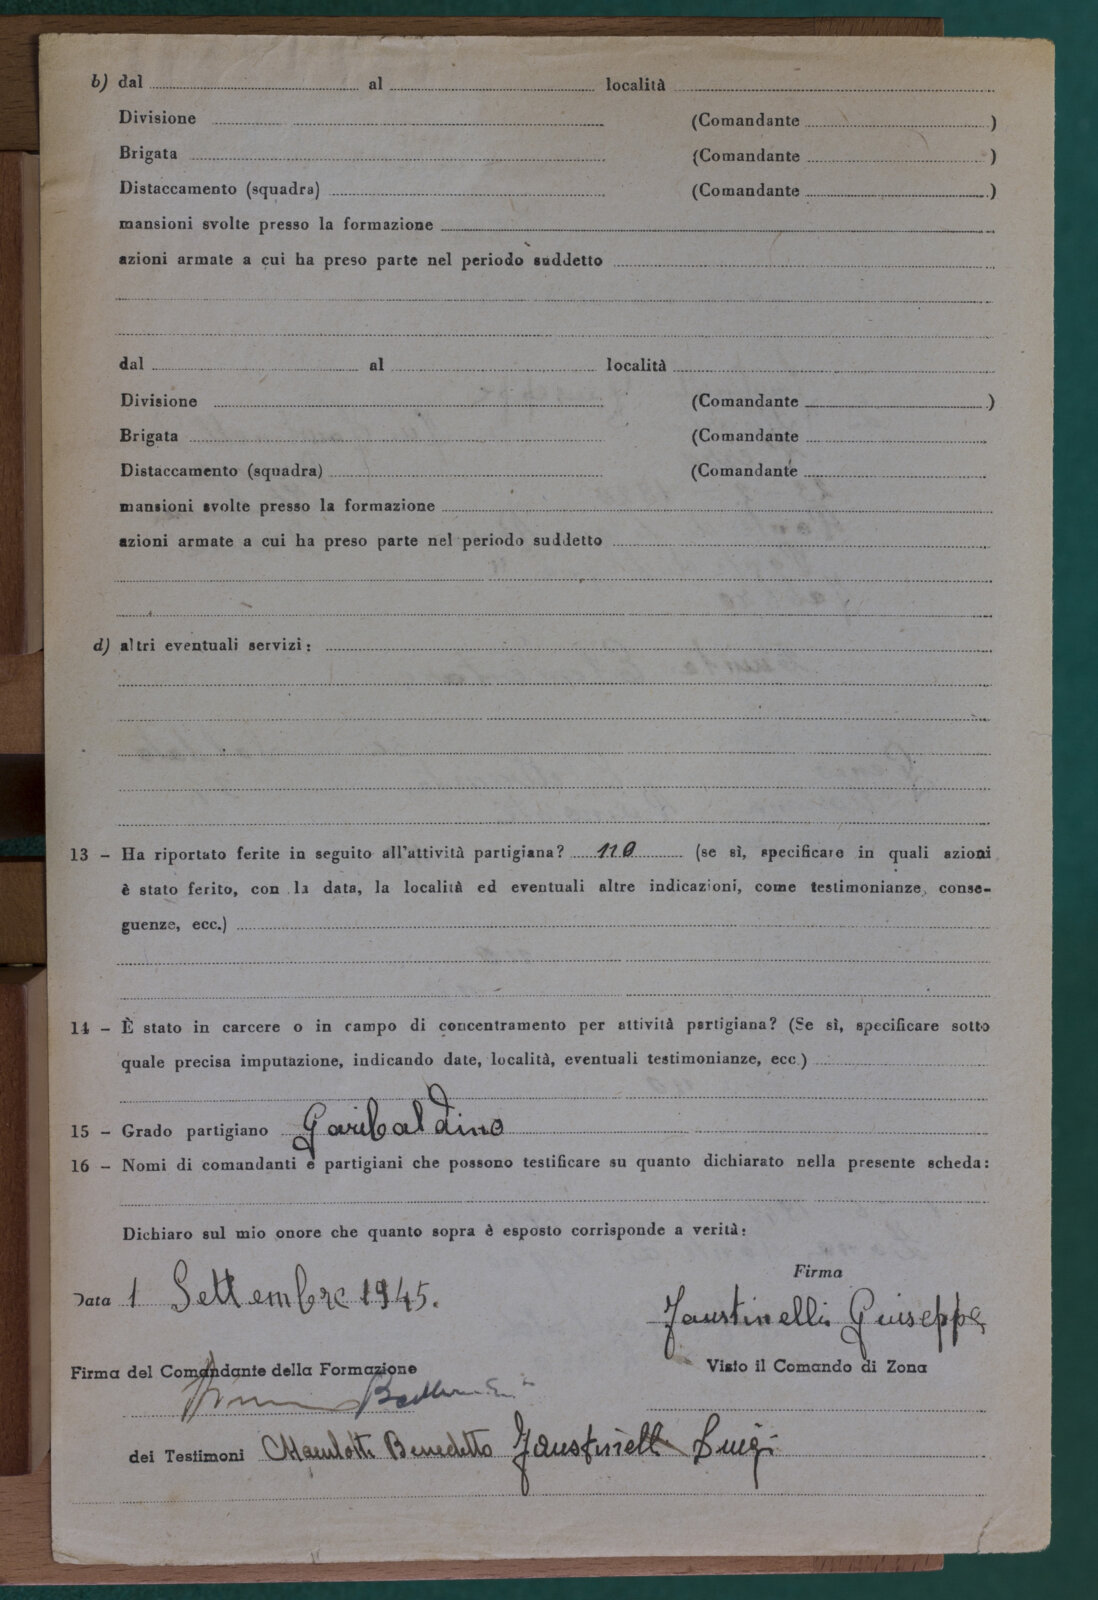 b) dal al località
Divisione (Comandante )
Brigata (Comandante )
Distaccamento (squadra) (Comandante )
mansioni svolte presso la formazione
azioni armate a cui ha preso parte nel periodo suddetto
dal al località
Divisione (Comandante )
Brigata (Comandante
Distaccamento (squadra) (Comandante
mansioni svolte presso la formazione
azioni armate a cui ha preso parte nel periodo suddetto
d) altri eventuali servizi:
13 – Ha riportato ferite in seguito all'attività partigiana? no (se sì, specificare in quali azioni
è stato ferito, con la data, la località ed eventuali altre indicazioni, come testimonianze, conse-
guenze, ecc.)
14 – È stato in carcere o in campo di concentramento per attività partigiana? (Se sì, specificare sotto
quale precisa imputazione, indicando date, località, eventuali testimonianze, ecc.)
15 – Grado partigiano Garibaldino
16 – Nomi di comandanti e partigiani che possono testificare su quanto dichiarato nella presente scheda:
Dichiaro sul mio onore che quanto sopra è esposto corrisponde a verità:
Firma
Data 1 Settembre 1945.
Faustinelli Guiseppe
Firma del Comandante della Formazione Visto il Comando di Zona
dei Testimoni Benedetto Faustinelli Luigi